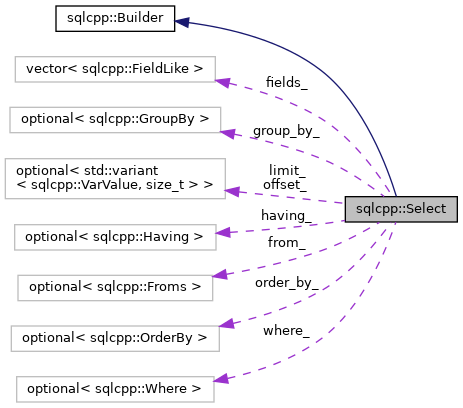 sqlcpp::Builder
vector< sqlcpp::FieldLike >
fields_
optional< sqlcpp::GroupBy >
group_by_
optional< std::variant
< sqlcpp::VarValue, size_t > >
limit_
offset_
sqlcpp::Select
having_
optional< sqlcpp::Having >
from_
optional< sqlcpp::Froms >
order_by_
optional< sqlcpp::OrderBy >
where_
optional< sqlcpp::Where >